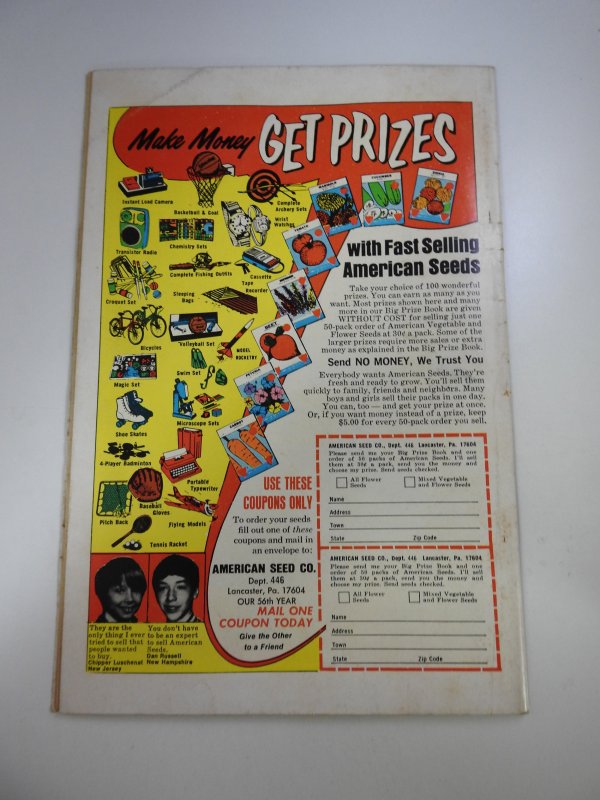 Make Money GET PRIZES
Instant Load Camera
Basketball & Goal
Complete
Archery Sets
Wrist
Watches
Transistor Radio
Chemistry Sets
Complete Fishing Outfits
Cassette
Tape
Recorder
Croquet Set
Sleeping
Bags
Bicycles
Volleyball Set
MODEL
ROCKETRY
Magic Set
Swim Set
Shoe Skates
Microscope Sets
4-Player Badminton
Portable
Typewriter
Pitch Back
Baseball
Gloves
Flying Models
Tennis Racket
CUCUMBER
TOMATO
BEET
PETUNIA
CARROT
with Fast Selling
American Seeds
Take your choice of 100 wonderful
prizes. You can earn as many as you
want. Most prizes shown here and many
more in our Big Prize Book are given
WITHOUT COST for selling just one
50-pack order of American Vegetable and
Flower Seeds at 30¢ a pack. Some of the
larger prizes require more sales or extra
money as explained in the Big Prize Book.
Send NO MONEY, We Trust You
Everybody wants American Seeds. They're
fresh and ready to grow. You'll sell them
quickly to family, friends and neighbors. Many
boys and girls sell their packs in one day.
You can, too — and get your prize at once.
Or, if you want money instead of a prize, keep
$5.00 for every 50-pack order you sell.
USE THESE
COUPONS ONLY
To order your seeds
fill out one of these
coupons and mail in
an envelope to:
AMERICAN SEED CO.
Dept. 446
Lancaster, Pa. 17604
OUR 56th YEAR
MAIL ONE
COUPON TODAY
Give the Other
to a Friend
AMERICAN SEED CO., Dept. 446 Lancaster, Pa. 17604
Please send me your Big Prize Book and one
order of 50 packs of American Seeds. I'll sell
them at 30¢ a pack, send you the money and
choose my prize. Send seeds checked.
All Flower
Seeds
Mixed Vegetable
and Flower Seeds
Name
Address
Town
State Zip Code
AMERICAN SEED CO., Dept. 446, Lancaster, Pa. 17604
Please send me your Big Prize Book and one
order of 50 packs of American Seeds. I'll sell
them at 30¢ a pack, send you the money and
choose my prize. Send seeds checked.
All Flower
Seeds
Mixed Vegetable
and Flower Seeds
Name
Address
Town
State Zip Code
They are the
only thing I ever
tried to sell that
people wanted
to buy.
Chipper Luschenat
New Jersey
You don't have
to be an expert
to sell American
Seeds.
Dan Russell
New Hampshire